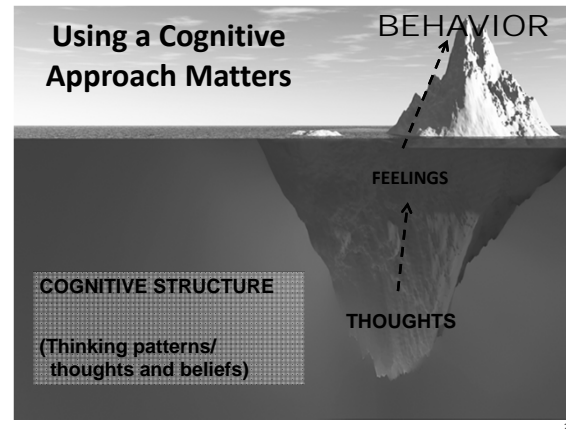 Using a Cognitive
Approach Matters
BEHAVIOR
FEELINGS
THOUGHTS
COGNITIVE STRUCTURE
(Thinking patterns/
thoughts and beliefs)